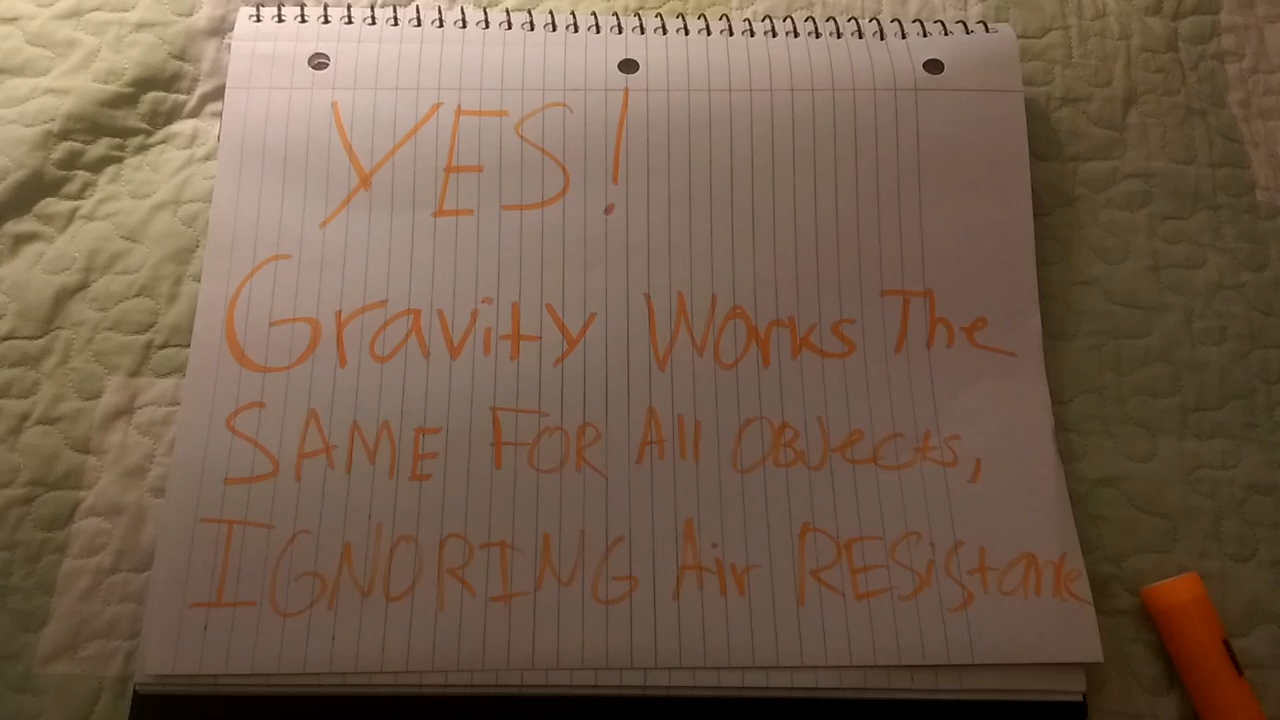 YES!
Gravity Works The
SAME FOR All OBJects,
IGNORING Air RESistance